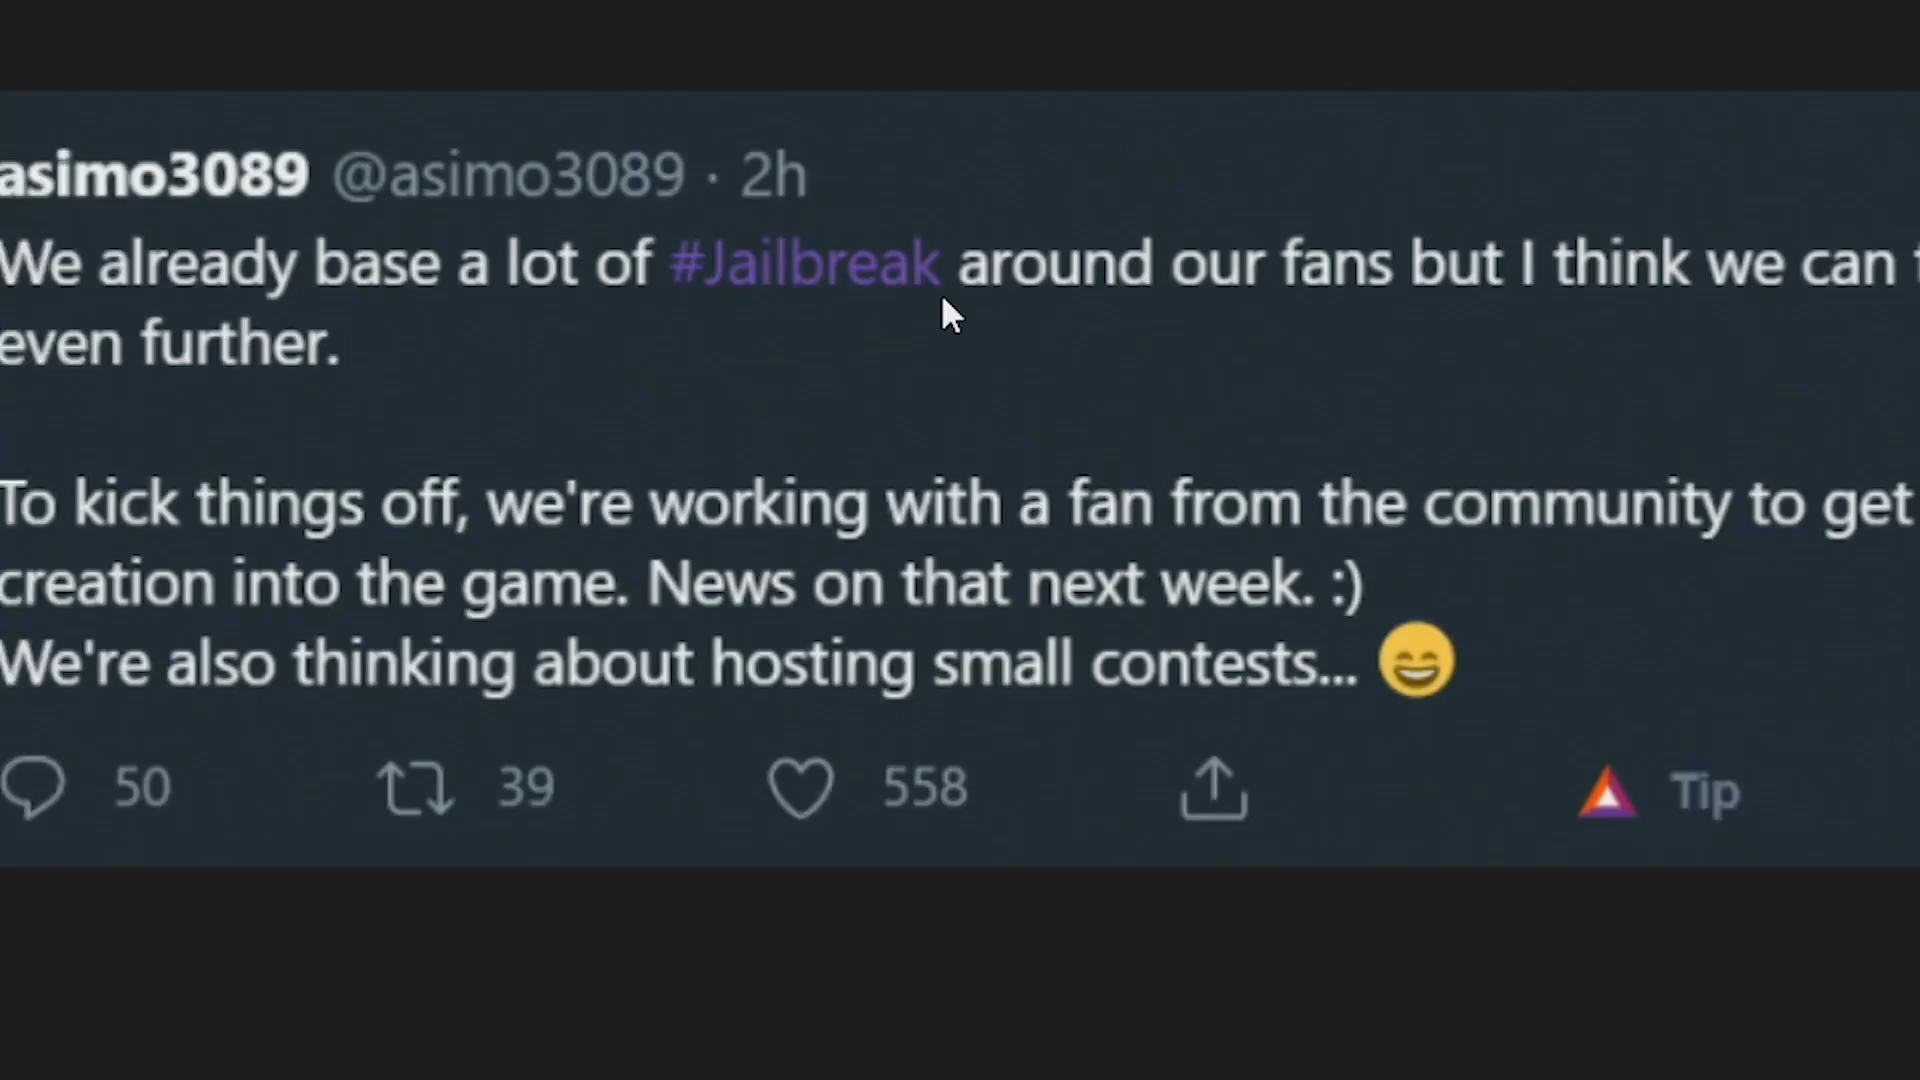 asimo3089 @asimo3089 · 2h
We already base a lot of #Jailbreak around our fans but I think we can
even further.
To kick things off, we're working with a fan from the community to get
creation into the game. News on that next week. :)
We're also thinking about hosting small contests... 😄
50 39 558 Tip